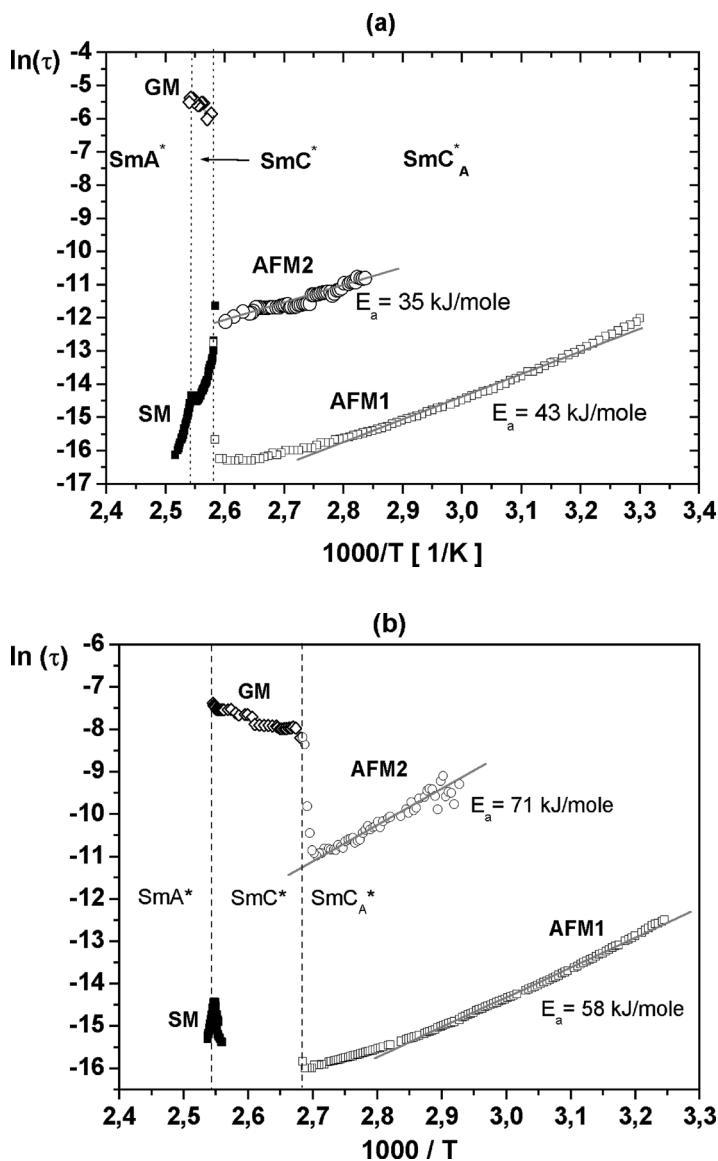 (a)
ln(τ)
-4
-5
-6
-7
-8
-9
-10
-11
-12
-13
-14
-15
-16
-17
GM
SmA*
SmC*
SmC*A
AFM2
Ea = 35 kJ/mole
SM
AFM1
Ea = 43 kJ/mole
2,4 2,5 2,6 2,7 2,8 2,9 3,0 3,1 3,2 3,3 3,4
1000/T [ 1/K ]
(b)
ln (τ)
-6
-7
-8
-9
-10
-11
-12
-13
-14
-15
-16
GM
AFM2
Ea = 71 kJ/mole
SmA* SmC* SmCA*
AFM1
SM
Ea = 58 kJ/mole
2,4 2,5 2,6 2,7 2,8 2,9 3,0 3,1 3,2 3,3
1000 / T